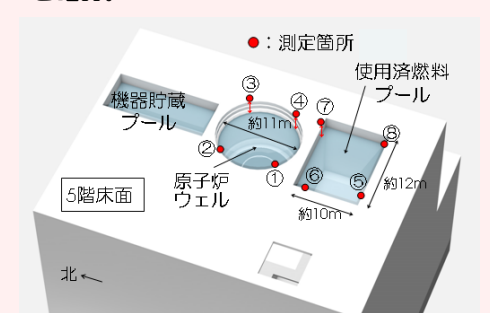 ●：測定箇所
使用済燃料
プール
機器貯蔵
プール
③
④
⑦
⑧
約11m
②
①
原子炉
ウェル
⑥
⑤
約12m
約10m
5階床面
北